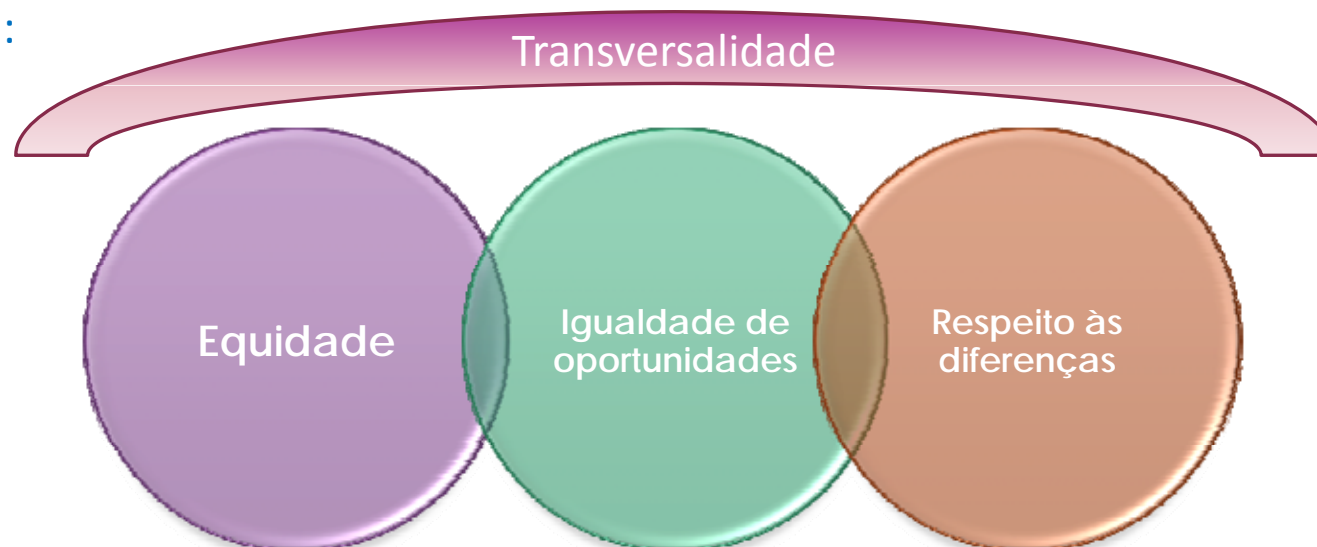 :
Transversalidade
Equidade
Igualdade de
oportunidades
Respeito às
diferenças